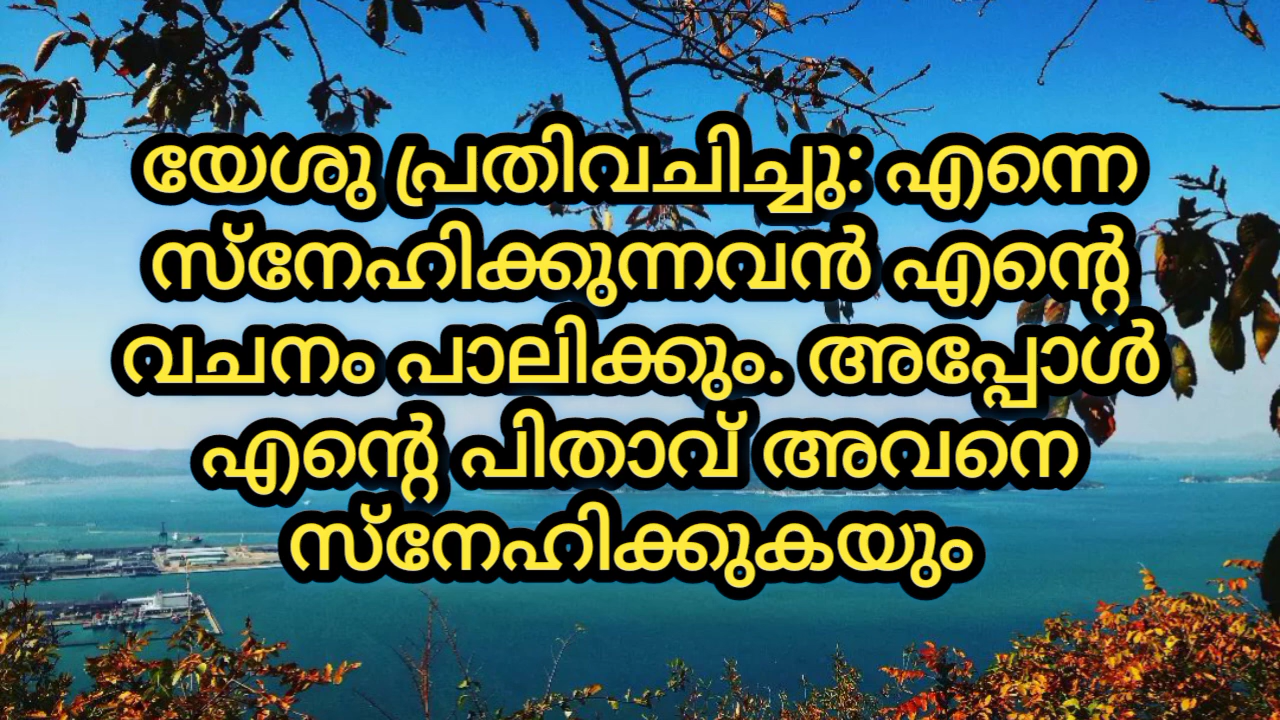 യേശു പ്രതിവചിച്ചു: എന്നെ
സ്നേഹിക്കുന്നവൻ എന്റെ
വചനം പാലിക്കും. അപ്പോൾ
എന്റെ പിതാവ് അവനെ
സ്നേഹിക്കുകയും